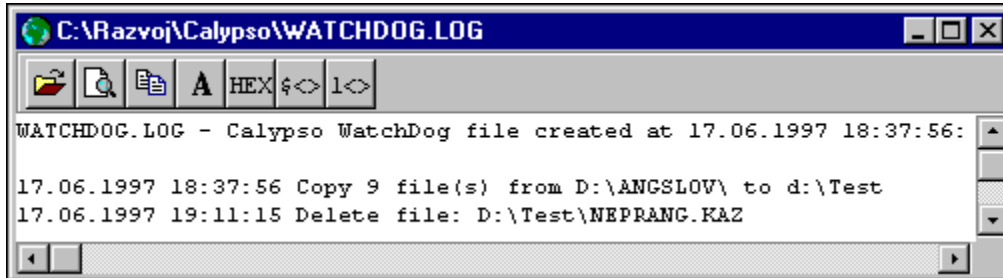 C:\Razvoj\Calypso\WATCHDOG.LOG
A HEX $<> l<>
WATCHDOG.LOG - Calypso WatchDog file created at 17.06.1997 18:37:56:
17.06.1997 18:37:56 Copy 9 file(s) from D:\ANGSLOV\ to d:\Test
17.06.1997 19:11:15 Delete file: D:\Test\NEPRANG.KAZ